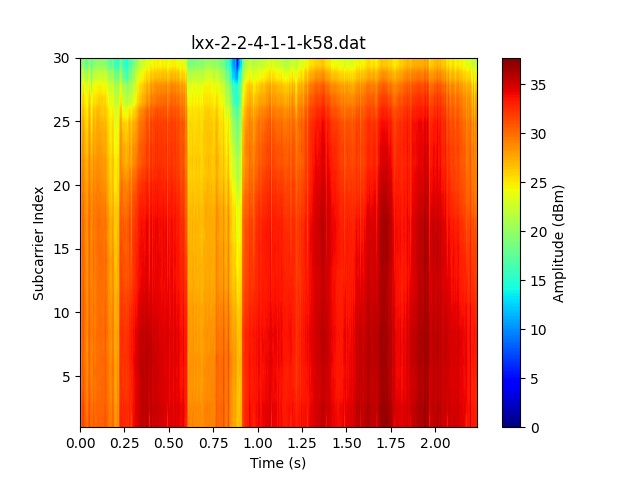 lxx-2-2-4-1-1-k58.dat
30
25
20
15
10
5
Subcarrier Index
0.00 0.25 0.50 0.75 1.00 1.25 1.50 1.75 2.00
Time (s)
35
30
25
20
15
10
5
0
Amplitude (dBm)